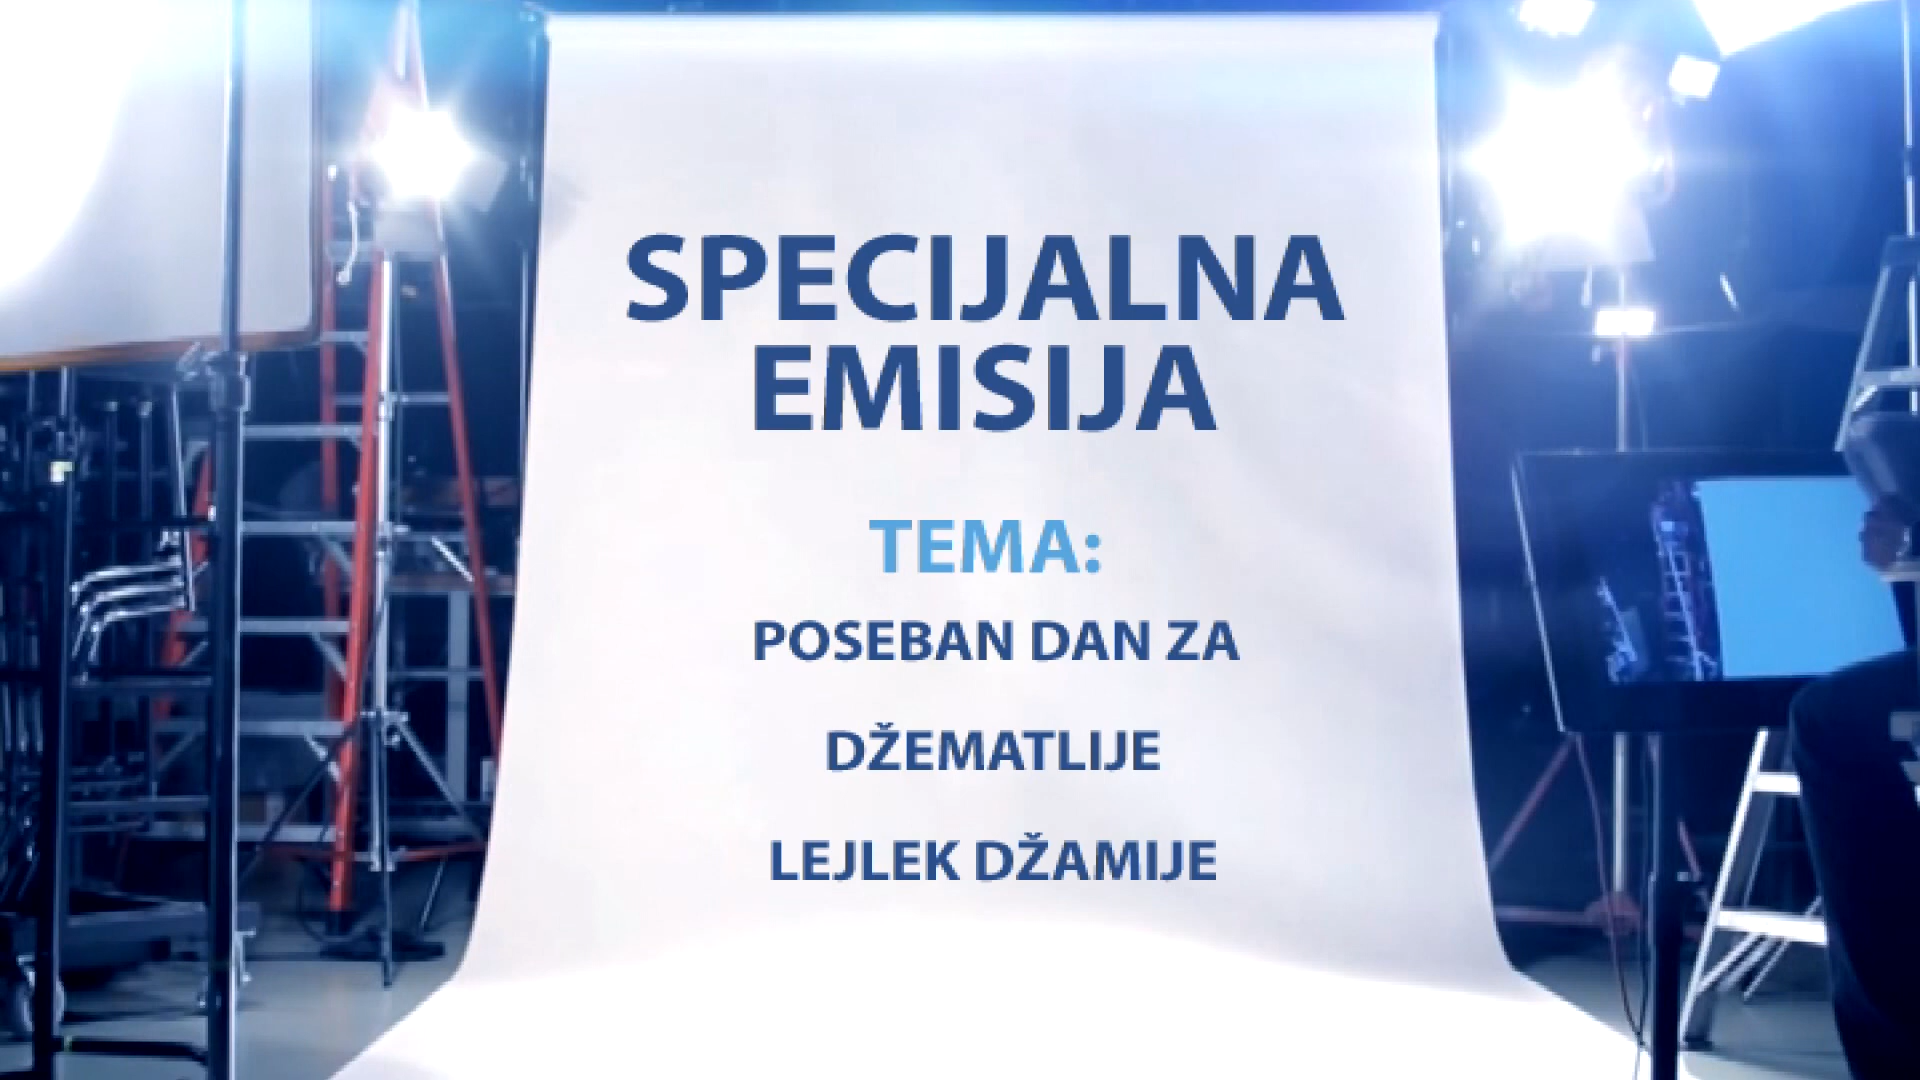 SPECIJALNA
EMISIJA
TEMA:
POSEBAN DAN ZA
DŽEMATLIJE
LEJLEK DŽAMIJE